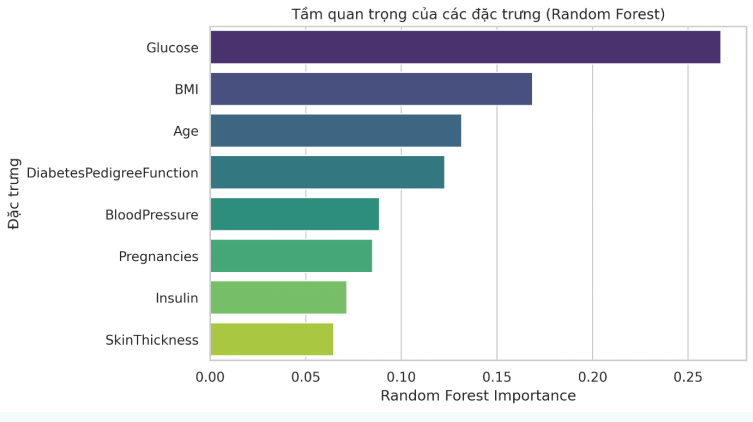 Tầm quan trọng của các đặc trưng (Random Forest)
Đặc trưng
Glucose
BMI
Age
DiabetesPedigreeFunction
BloodPressure
Pregnancies
Insulin
SkinThickness
0.00 0.05 0.10 0.15 0.20 0.25
Random Forest Importance